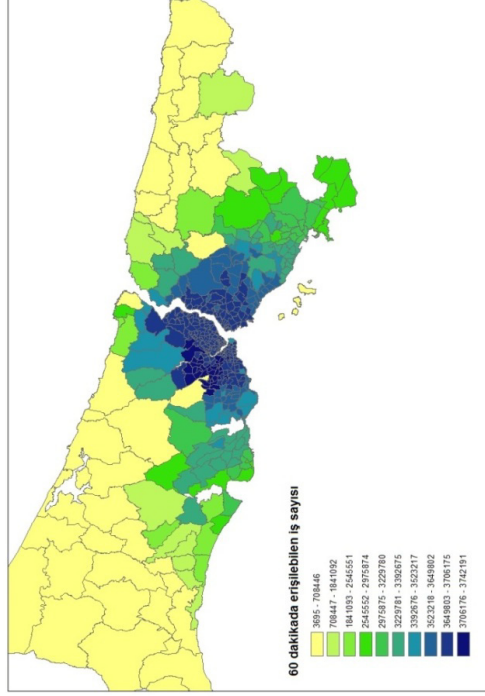 60 dakikada erişilebilen iş sayısı
3695 - 708446
708447 - 1841092
1841093 - 2545551
2545552 - 2975874
2975875 - 3229780
3229781 - 3392675
3392676 - 3523217
3523218 - 3649802
3649803 - 3706175
3706176 - 3742191